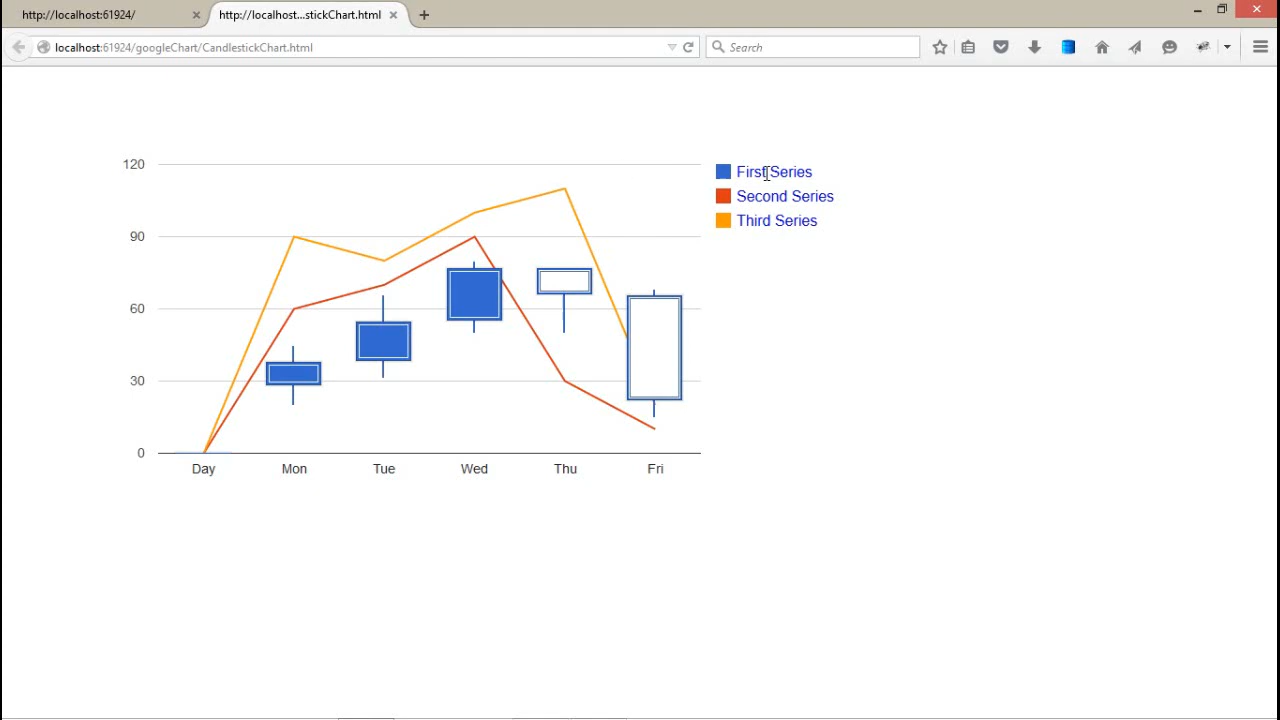 http://localhost:61924/
http://localhost...stickChart.html
localhost:61924/googleChart/CandlestickChart.html
Search
120
90
60
30
0
Day Mon Tue Wed Thu Fri
First Series
Second Series
Third Series